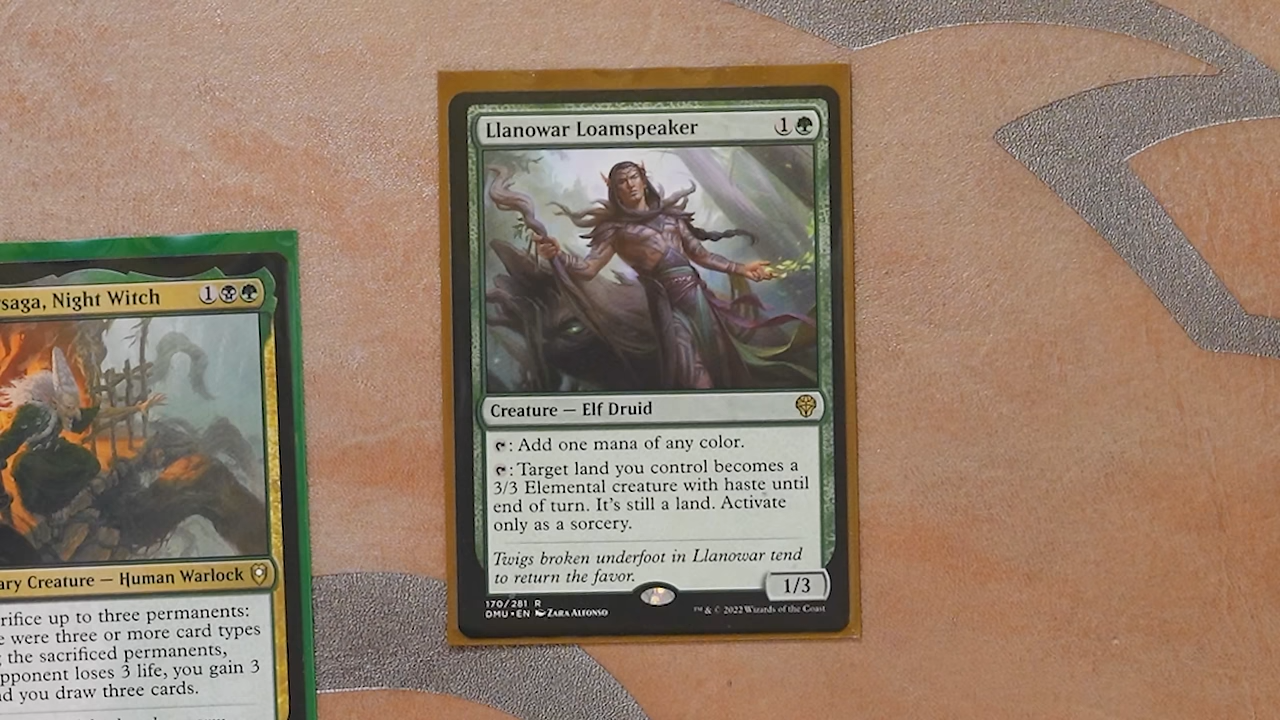 Llanowar Loamspeaker
1
Creature — Elf Druid
: Add one mana of any color.
: Target land you control becomes a
3/3 Elemental creature with haste until
end of turn. It's still a land. Activate
only as a sorcery.
Twigs broken underfoot in Llanowar tend
to return the favor.
1/3
170/281 R
DMU • EN Zara Alfonso
™ & © 2022 Wizards of the Coast
saga, Night Witch
1
ary Creature — Human Warlock
rifice up to three permanents:
e were three or more card types
the sacrificed permanents,
pponent loses 3 life, you gain 3
d you draw three cards.